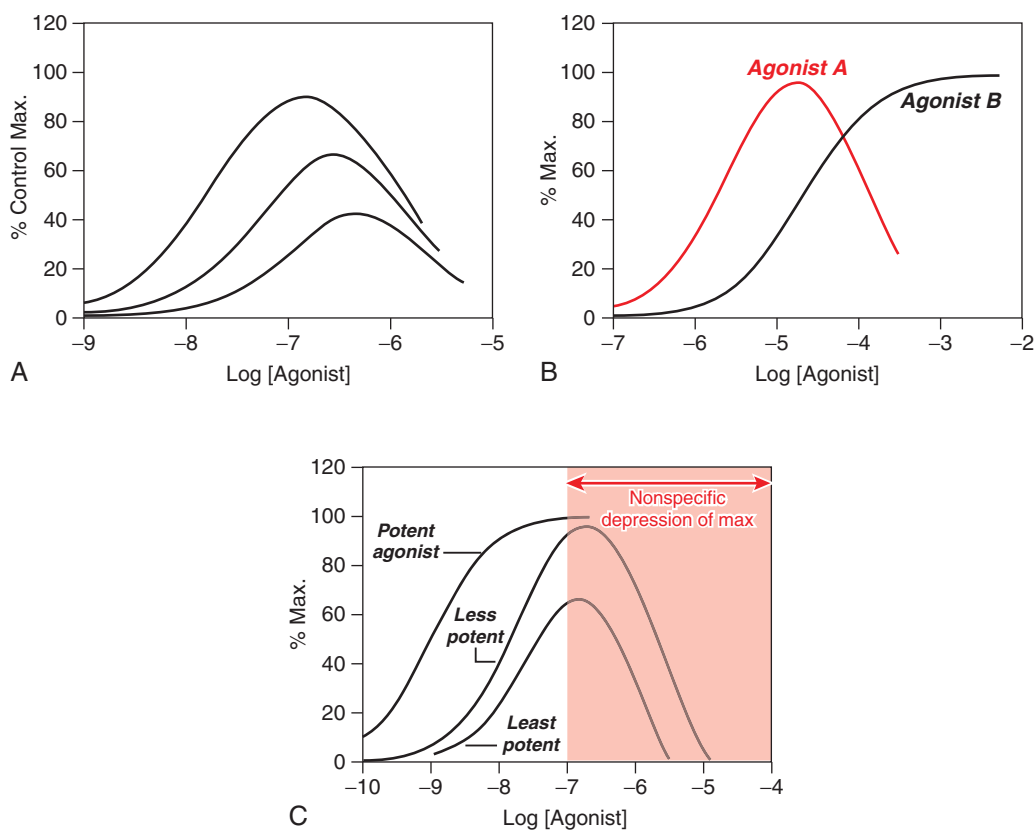 120
100
80
60
40
20
0
% Control Max.
–9
–8
–7
–6
–5
Log [Agonist]
A
120
100
80
60
40
20
0
% Max.
Agonist A
Agonist B
–7
–6
–5
–4
–3
–2
Log [Agonist]
B
120
100
80
60
40
20
0
% Max.
Nonspecific
depression of max
Potent
agonist
Less
potent
Least
potent
–10
–9
–8
–7
–6
–5
–4
Log [Agonist]
C